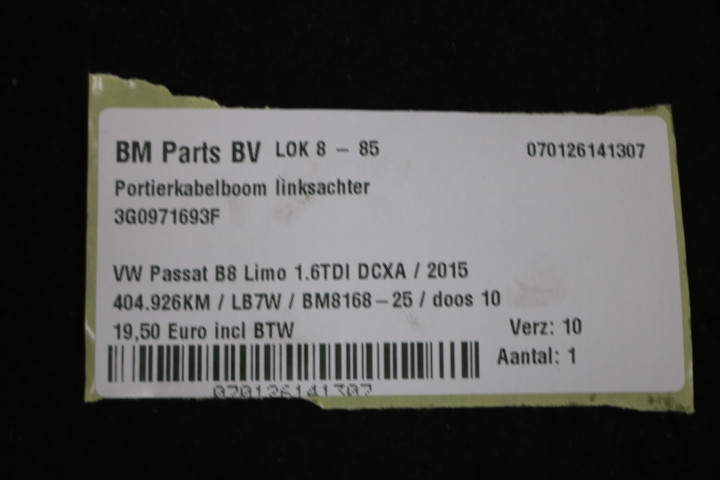 BM Parts BV LOK 8 - 85 070126141307
Portierkabelboom linksachter
3G0971693F
VW Passat B8 Limo 1.6TDI DCXA / 2015
404.926KM / LB7W / BM8168-25 / doos 10
19,50 Euro incl BTW Verz: 10
Aantal: 1
070126141307